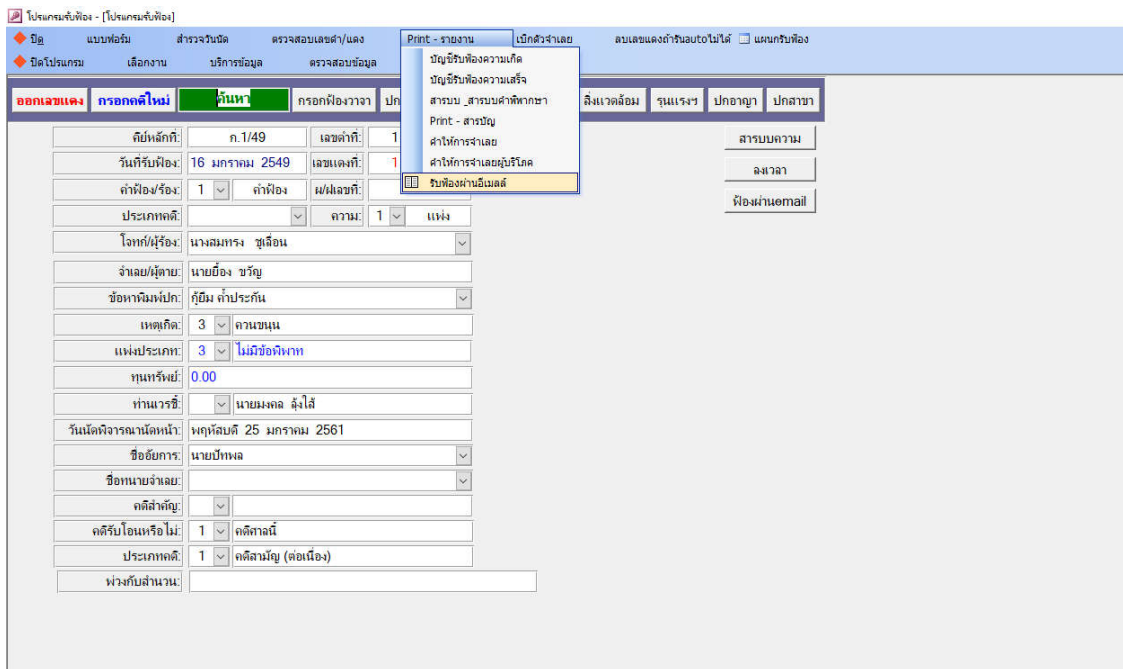 โปรแกรมรับฟ้อง - [โปรแกรมรับฟ้อง]
ปิด แบบฟอร์ม สำรวจวันนัด ตรวจสอบเลขดำ/แดง Print - รายงาน เบิกตัวจำเลย ลบเลขแดงถ้ารันautoไม่ได้ แผนกรับฟ้อง
ปิดโปรแกรม เลือกงาน บริการข้อมูล ตรวจสอบข้อมูล
บัญชีรับฟ้องความเกิด
บัญชีรับฟ้องความเสร็จ
สารบบ _สารบบคำพิพากษา
Print - สารบัญ
คำให้การจำเลย
คำให้การจำเลยผู้บริโภค
รับฟ้องผ่านอีเมลล์
ออกเลขแดง กรอกคดีใหม่ ค้นหา กรอกฟ้องวาจา ปก สิ่งแวดล้อม รุนแรงฯ ปกอาญา ปกสาขา
คีย์หลักที่: ก.1/49 เลขดำที่: 1 สารบบความ
วันที่รับฟ้อง: 16 มกราคม 2549 เลขแดงที่: 1 ลงเวลา
คำฟ้อง/ร้อง: 1 คำฟ้อง ผ/ฝเลขที่: ฟ้องผ่านemail
ประเภทคดี: ความ: 1 แพ่ง
โจทก์/ผู้ร้อง: นางสมทรง ชูเลื่อน
จำเลย/ผู้ตาย: นายยื่อง ขวัญ
ข้อหาพิมพ์ปก: กู้ยืม ค้ำประกัน
เหตุเกิด: 3 ควนขนุน
แพ่งประเภท: 3 ไม่มีข้อพิพาท
ทุนทรัพย์: 0.00
ท่านเวรชี้: นายมงคล ลุ้งใส้
วันนัดพิจารณานัดหน้า: พฤหัสบดี 25 มกราคม 2561
ชื่ออัยการ: นายปัทพล
ชื่อทนายจำเลย:
คดีสำคัญ:
คดีรับโอนหรือไม่: 1 คดีศาลนี้
ประเภทคดี: 1 คดีสามัญ (ต่อเนื่อง)
พ่วงกับสำนวน: